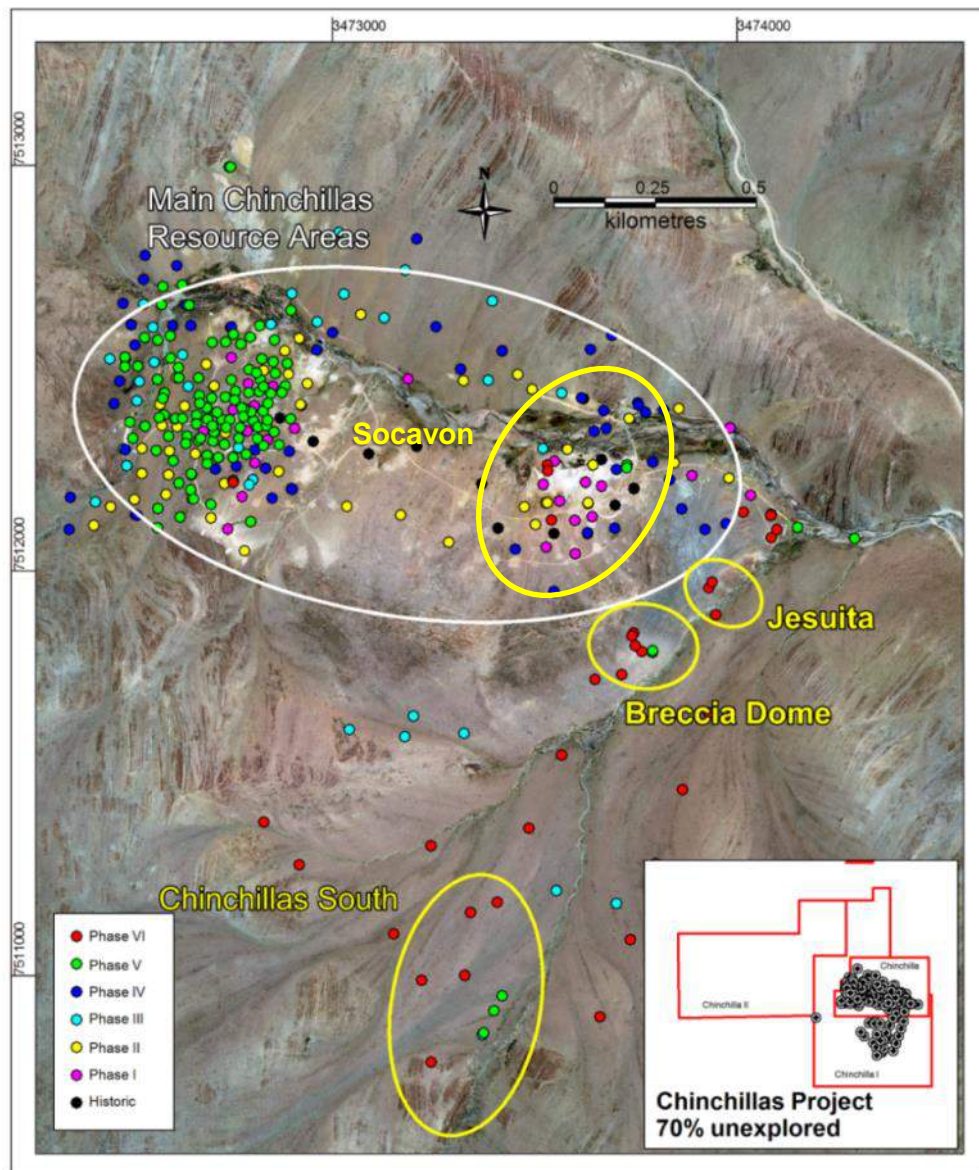 3473000
3474000
7513000
N
0
0.25
0.5
kilometres
Main Chinchillas
Resource Areas
Socavon
7512000
Jesuita
Breccia Dome
Chinchillas South
7511000
Phase VI
Phase V
Phase IV
Phase III
Phase II
Phase I
Historic
Chinchilla
Chinchilla II
Chinchilla I
Chinchillas Project
70% unexplored